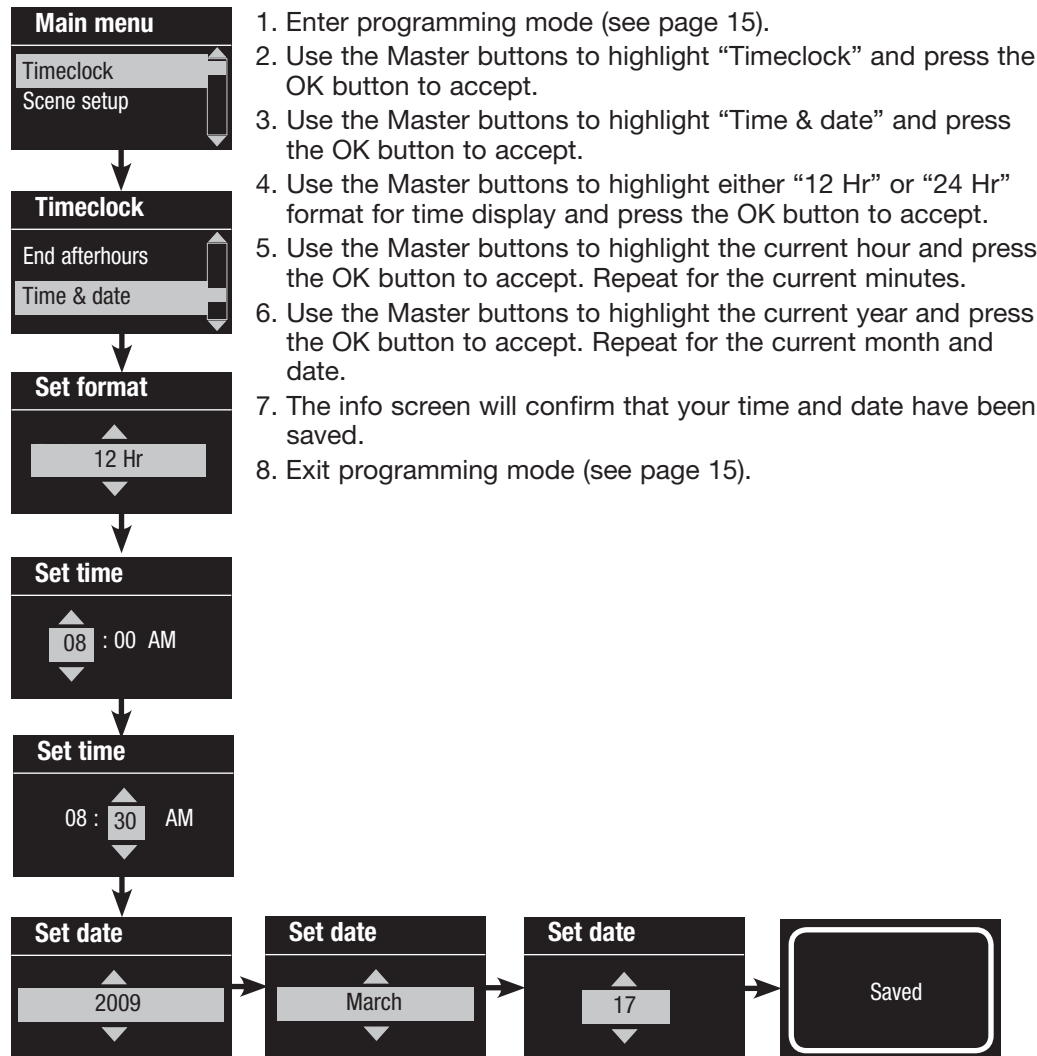 Main menu
Timeclock
Scene setup
Timeclock
End afterhours
Time & date
Set format
12 Hr
Set time
08 : 00 AM
Set time
08 : 30 AM
Set date
2009
Set date
March
Set date
17
Saved
1. Enter programming mode (see page 15).
2. Use the Master buttons to highlight “Timeclock” and press the
OK button to accept.
3. Use the Master buttons to highlight “Time & date” and press
the OK button to accept.
4. Use the Master buttons to highlight either “12 Hr” or “24 Hr”
format for time display and press the OK button to accept.
5. Use the Master buttons to highlight the current hour and press
the OK button to accept. Repeat for the current minutes.
6. Use the Master buttons to highlight the current year and press
the OK button to accept. Repeat for the current month and
date.
7. The info screen will confirm that your time and date have been
saved.
8. Exit programming mode (see page 15).